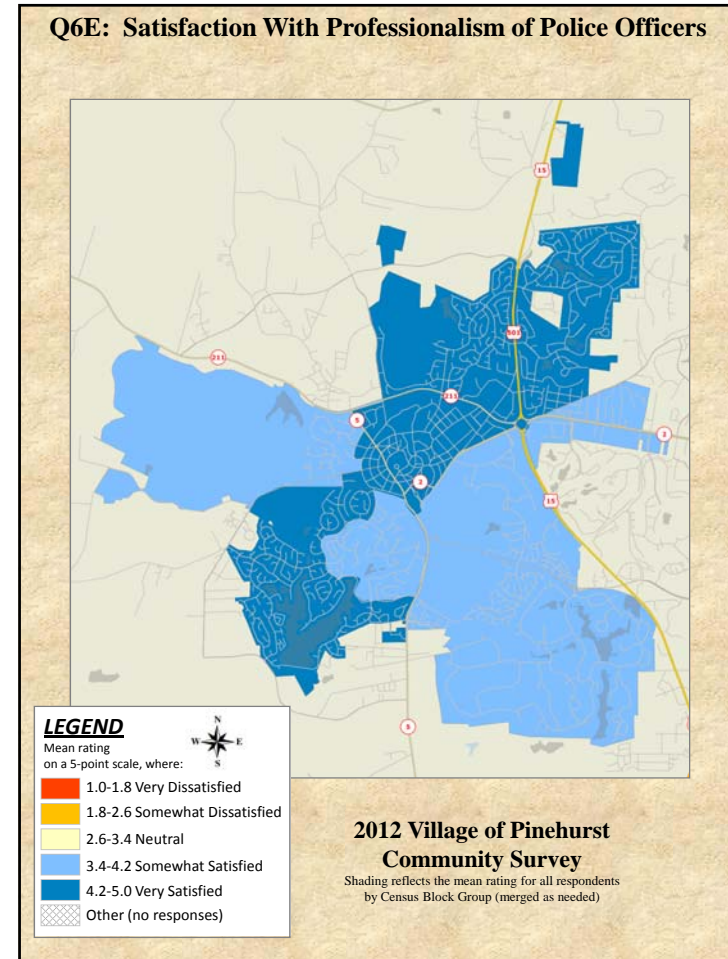 Q6E: Satisfaction With Professionalism of Police Officers
15
501
211
211
5
2
2
15
5
LEGEND
N
W E
S
Mean rating
on a 5-point scale, where:
1.0-1.8 Very Dissatisfied
1.8-2.6 Somewhat Dissatisfied
2.6-3.4 Neutral
3.4-4.2 Somewhat Satisfied
4.2-5.0 Very Satisfied
Other (no responses)
2012 Village of Pinehurst
Community Survey
Shading reflects the mean rating for all respondents
by Census Block Group (merged as needed)